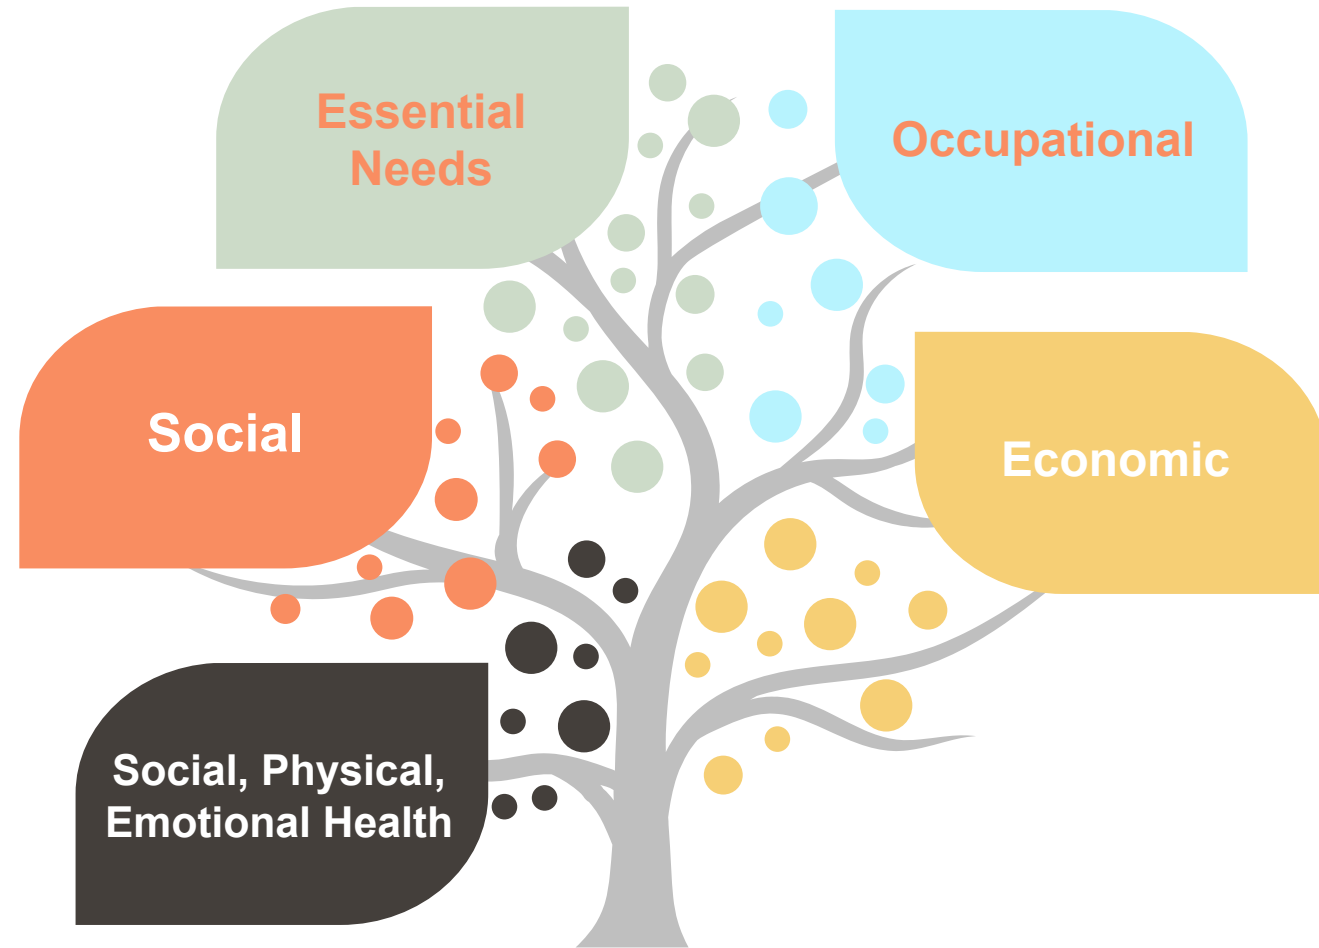 Essential
Needs
Occupational
Social
Economic
Social, Physical,
Emotional Health